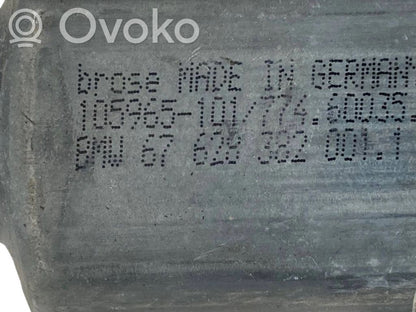 Ovoko
brose MADE IN GERMAN
105965-101/774.60035.
BMW 67 628 382 001.1